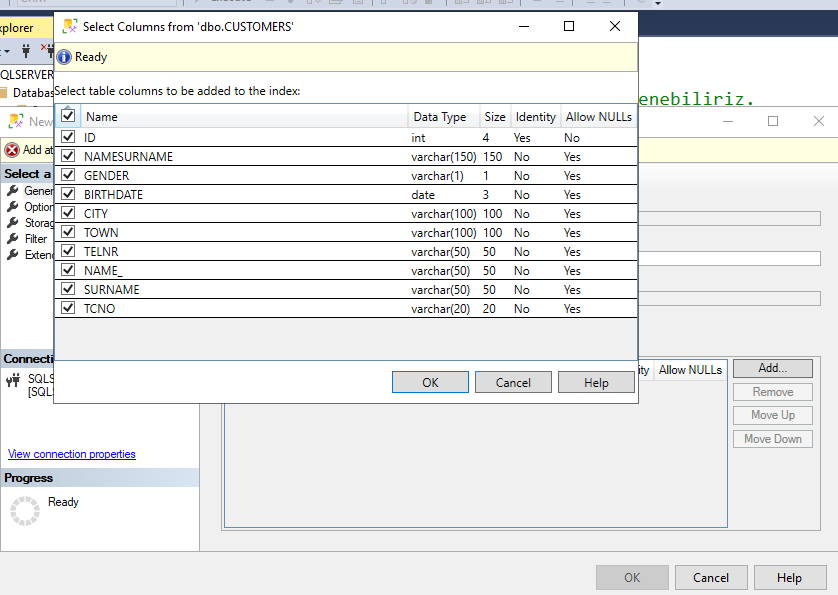 Select Columns from 'dbo.CUSTOMERS'
xplorer
Ready
QLSERVER
Select table columns to be added to the index:
Databas
enebiliriz.
Name Data Type Size Identity Allow NULLs
New
ID int 4 Yes No
Add at
NAMESURNAME varchar(150) 150 No Yes
Select a
GENDER varchar(1) 1 No Yes
Gener
BIRTHDATE date 3 No Yes
Option
CITY varchar(100) 100 No Yes
Storag
TOWN varchar(100) 100 No Yes
Filter
TELNR varchar(50) 50 No Yes
Extend
NAME_ varchar(50) 50 No Yes
SURNAME varchar(50) 50 No Yes
TCNO varchar(20) 20 No Yes
Connecti
ity Allow NULLs Add...
SQLS
OK Cancel Help
[SQLS
Remove
Move Up
Move Down
View connection properties
Progress
Ready
OK Cancel Help